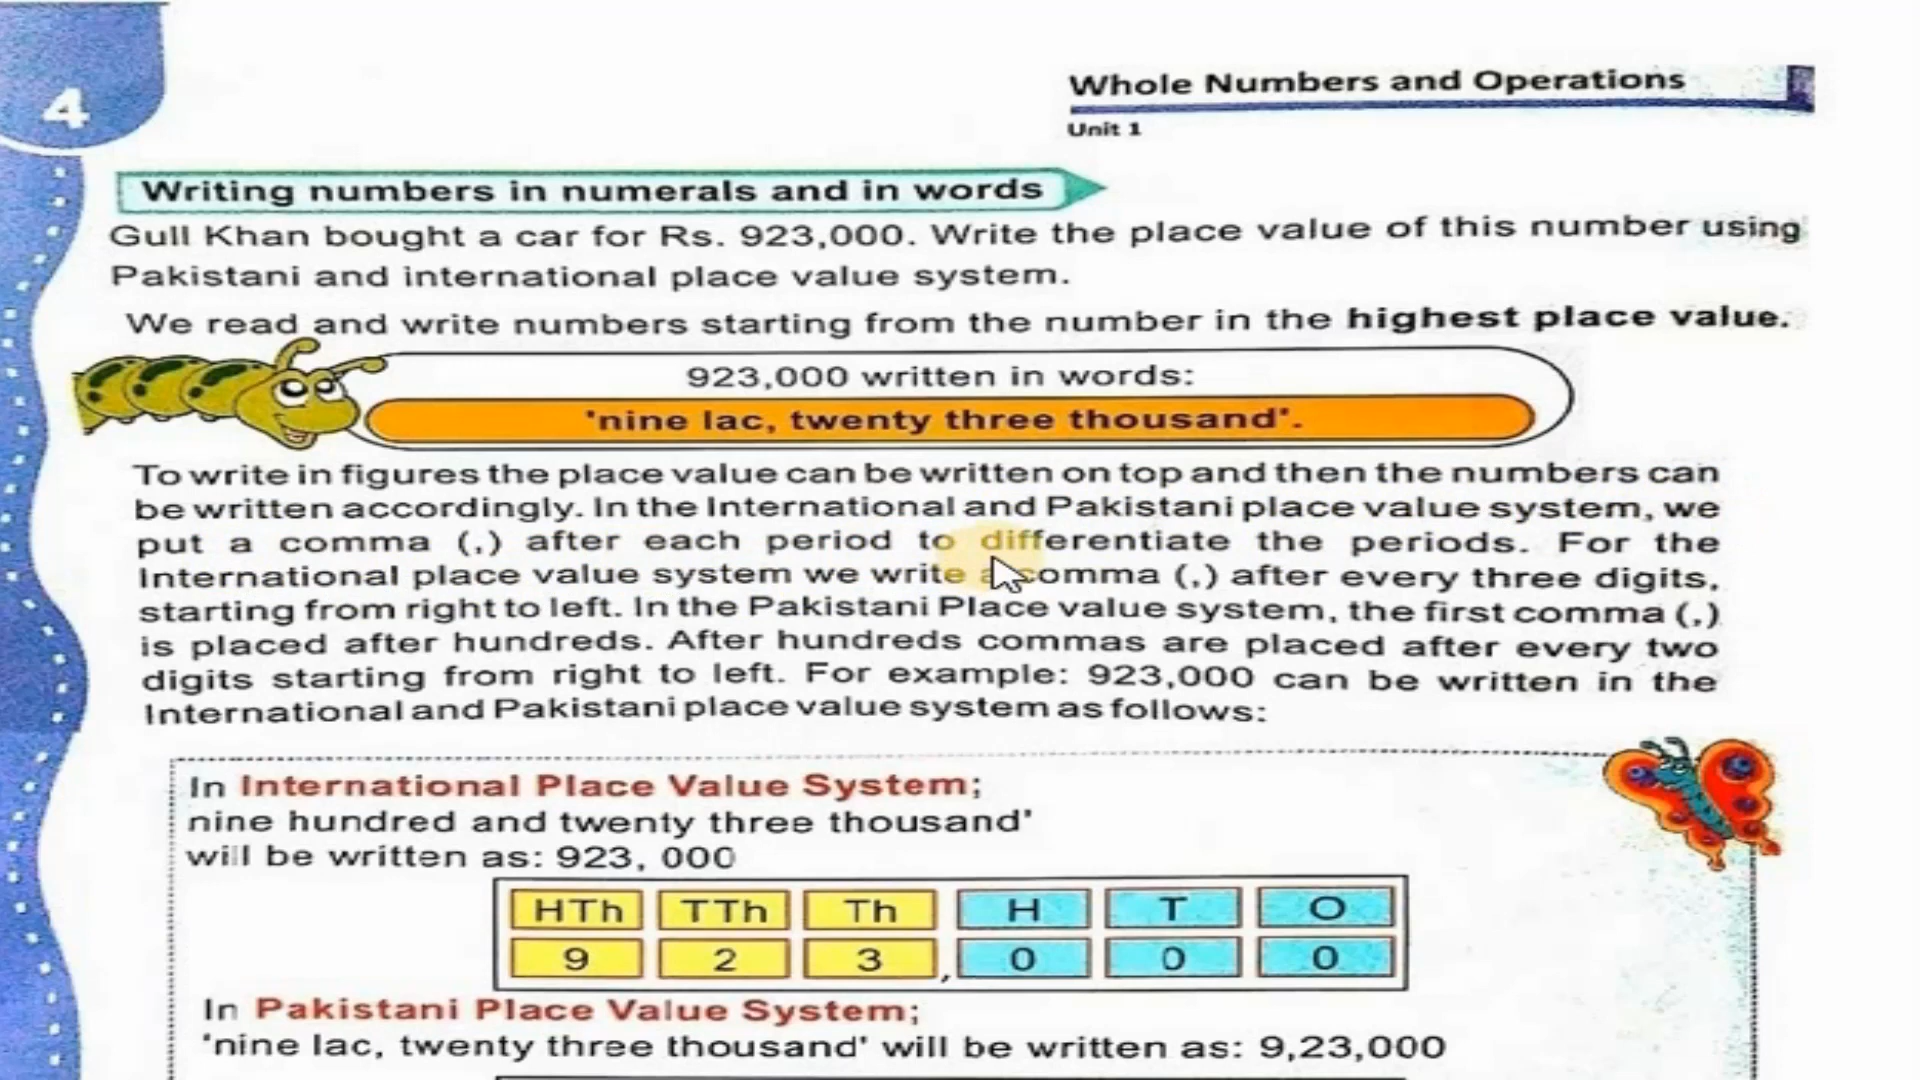 4
Whole Numbers and Operations
Unit 1
Writing numbers in numerals and in words
Gull Khan bought a car for Rs. 923,000. Write the place value of this number using
Pakistani and international place value system.
We read and write numbers starting from the number in the highest place value.
923,000 written in words:
'nine lac, twenty three thousand'.
To write in figures the place value can be written on top and then the numbers can
be written accordingly. In the International and Pakistani place value system, we
put a comma (,) after each period to differentiate the periods. For the
International place value system we write a comma (,) after every three digits,
starting from right to left. In the Pakistani Place value system, the first comma (,)
is placed after hundreds. After hundreds commas are placed after every two
digits starting from right to left. For example: 923,000 can be written in the
International and Pakistani place value system as follows:
In International Place Value System;
nine hundred and twenty three thousand'
will be written as: 923, 000
HTh TTh Th H T O
9 2 3 , 0 0 0
In Pakistani Place Value System;
'nine lac, twenty three thousand' will be written as: 9,23,000